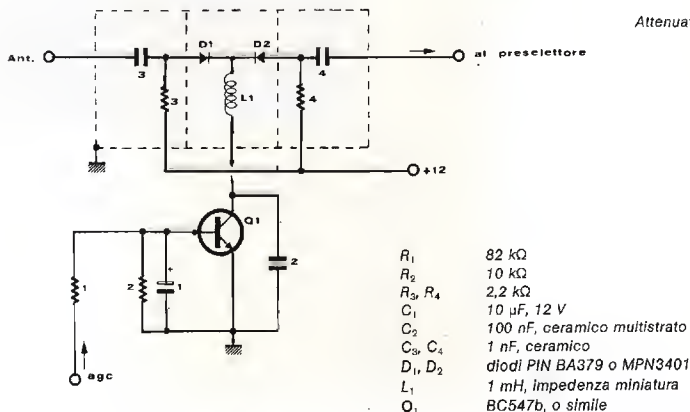 Attenua
Ant.
D1
D2
al preselettore
3
4
3
L1
4
+12
Q1
1
2
1
2
agc
R1 82 kΩ
R2 10 kΩ
R3, R4 2,2 kΩ
C1 10 μF, 12 V
C2 100 nF, ceramico multistrato
C3, C4 1 nF, ceramico
D1, D2 diodi PIN BA379 o MPN3401
L1 1 mH, impedenza miniatura
Q1 BC547b, o simile